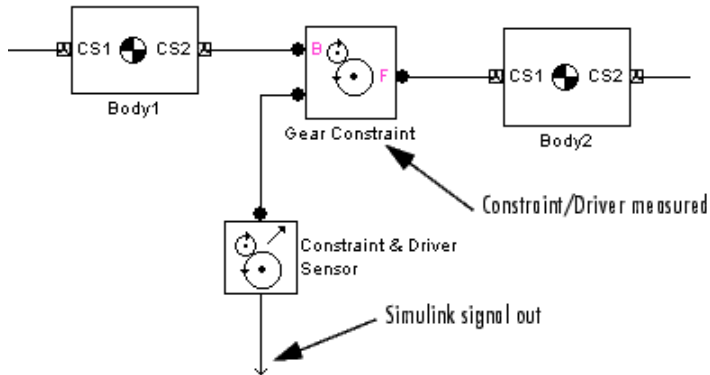 CS1 CS2
Body1
B
F
Gear Constraint
CS1 CS2
Body2
Constraint/Driver measured
Constraint & Driver
Sensor
Simulink signal out